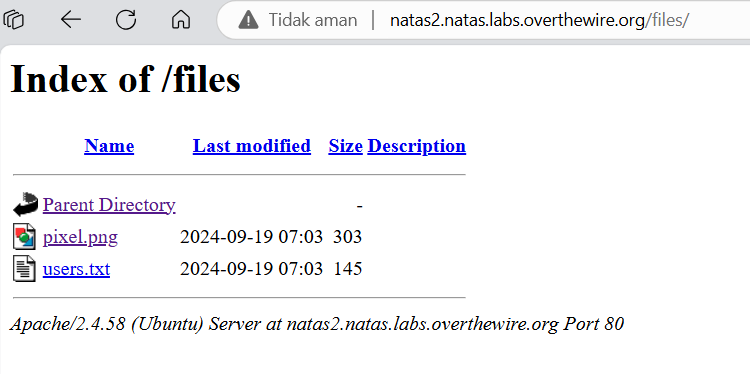 Tidak aman natas2.natas.labs.overthewire.org/files/
Index of /files
Name Last modified Size Description
Parent Directory -
pixel.png 2024-09-19 07:03 303
users.txt 2024-09-19 07:03 145
Apache/2.4.58 (Ubuntu) Server at natas2.natas.labs.overthewire.org Port 80